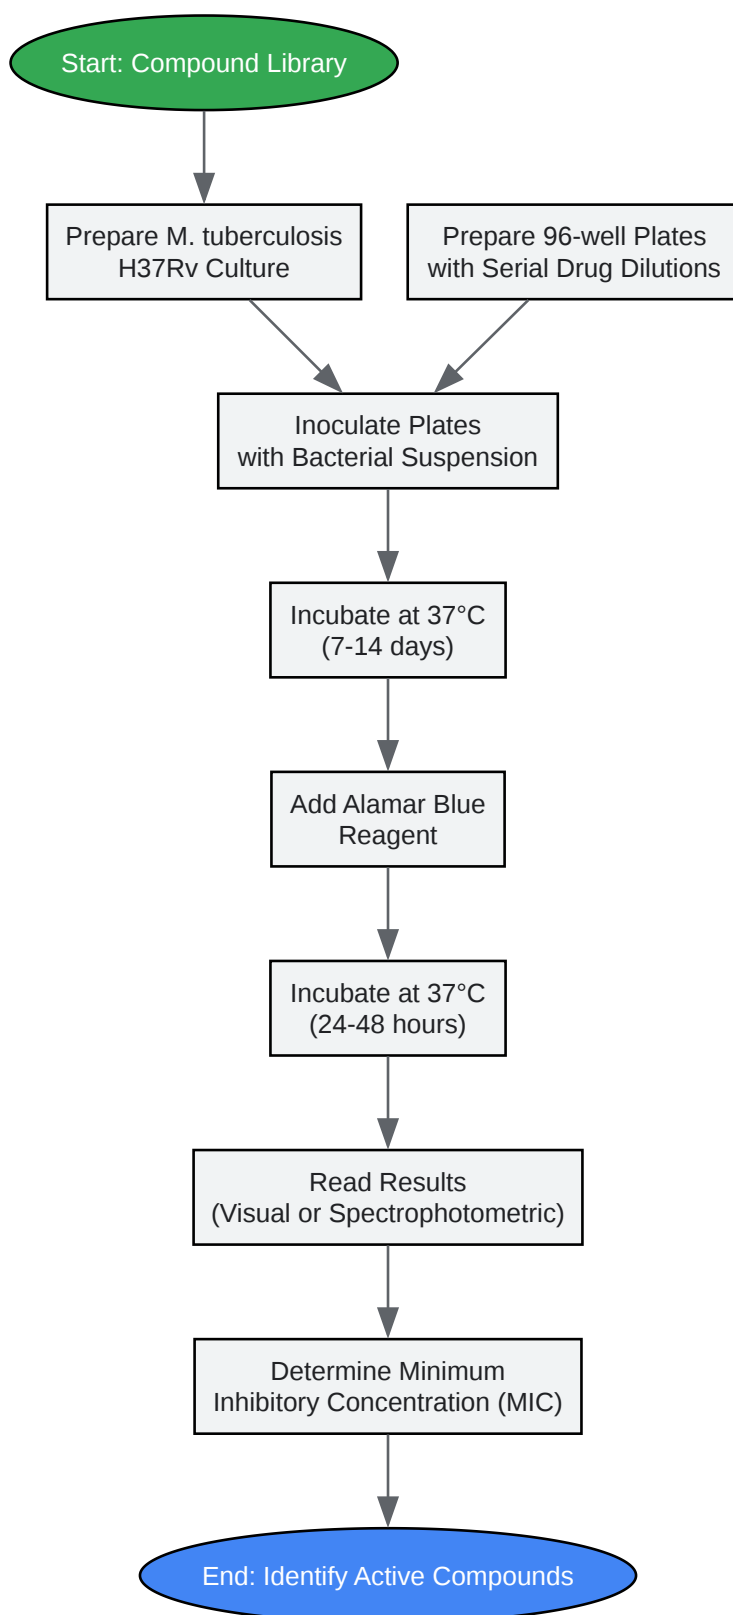 Start: Compound Library
Prepare M. tuberculosis
H37Rv Culture
Prepare 96-well Plates
with Serial Drug Dilutions
Inoculate Plates
with Bacterial Suspension
Incubate at 37°C
(7-14 days)
Add Alamar Blue
Reagent
Incubate at 37°C
(24-48 hours)
Read Results
(Visual or Spectrophotometric)
Determine Minimum
Inhibitory Concentration (MIC)
End: Identify Active Compounds